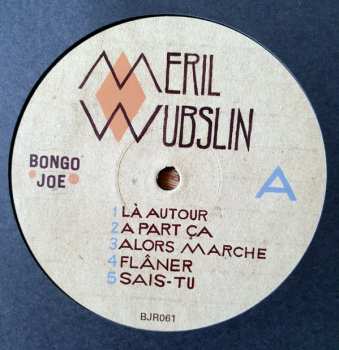 MERIL
WUBSLIN
BONGO
JOE
A
1 LÀ AUTOUR
2 A PART ÇA
3 ALORS MARCHE
4 FLÂNER
5 SAIS-TU
BJR061